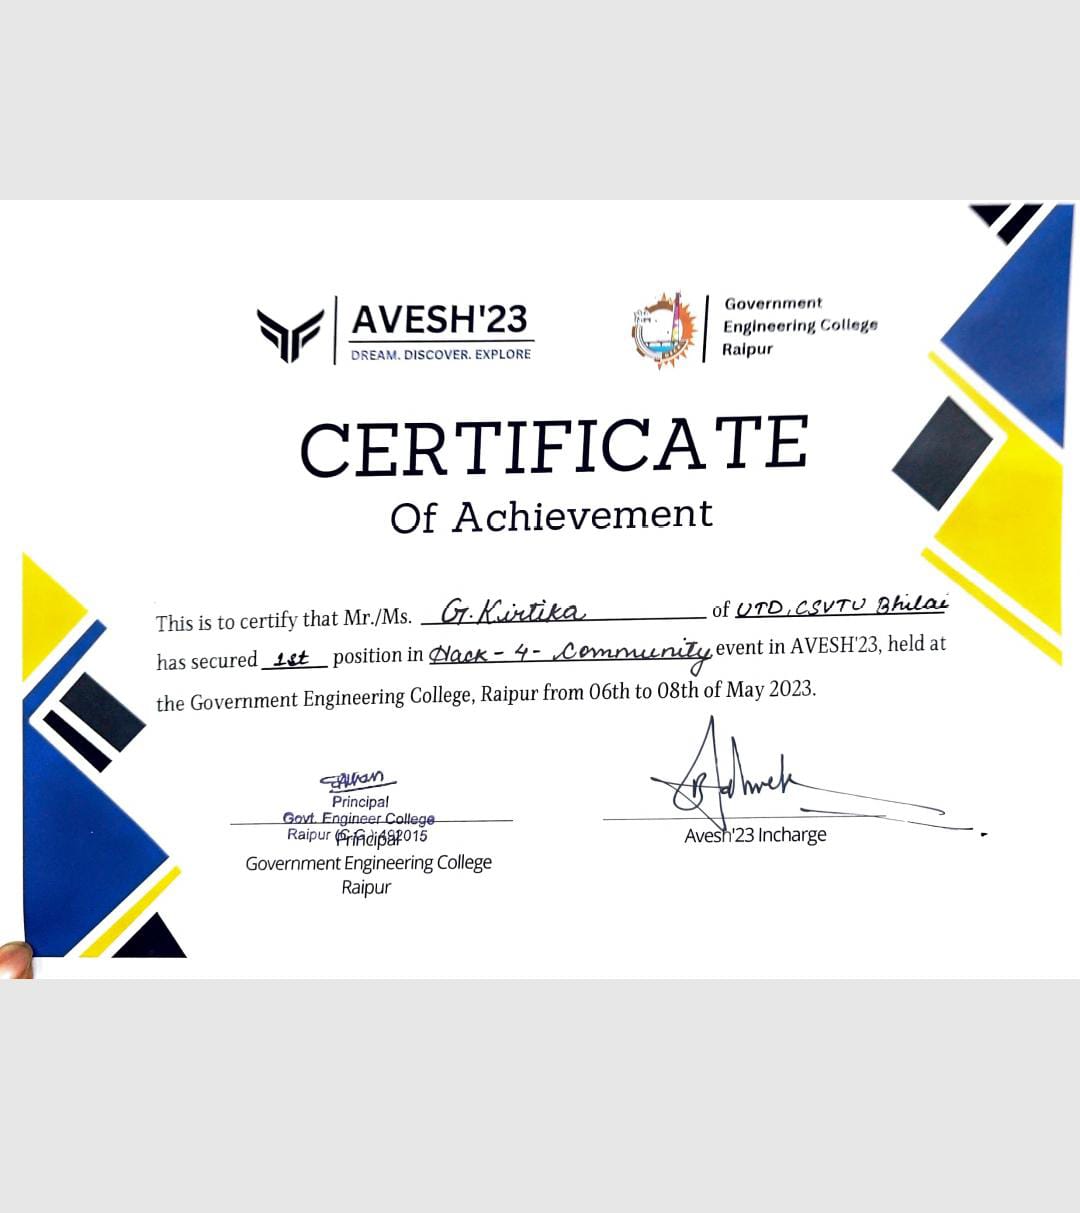 AVESH'23
DREAM. DISCOVER. EXPLORE
Government
Engineering College
Raipur
CERTIFICATE
Of Achievement
This is to certify that Mr./Ms. G. Kirtika of UTD, CSVTU Bhilai
has secured 1st position in Hack - 4 - Community event in AVESH'23, held at
the Government Engineering College, Raipur from 06th to 08th of May 2023.
Principal
Govt. Engineer College
Raipur (C.G.) 492015
Principal
Government Engineering College
Raipur
Avesh'23 Incharge